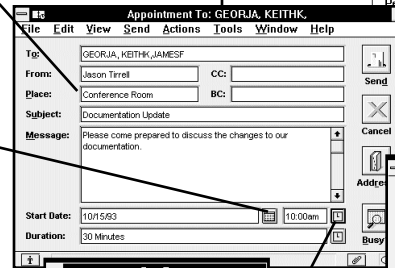 Appointment To: GEORJA, KEITHK,
File Edit View Send Actions Tools Window Help
To: GEORJA, KEITHK,JAMESF
From: Jason Tirrell CC:
Place: Conference Room BC:
Subject: Documentation Update
Message: Please come prepared to discuss the changes to our
documentation.
Send
Cancel
Address
Start Date: 10/15/93 10:00am
Duration: 30 Minutes
Busy